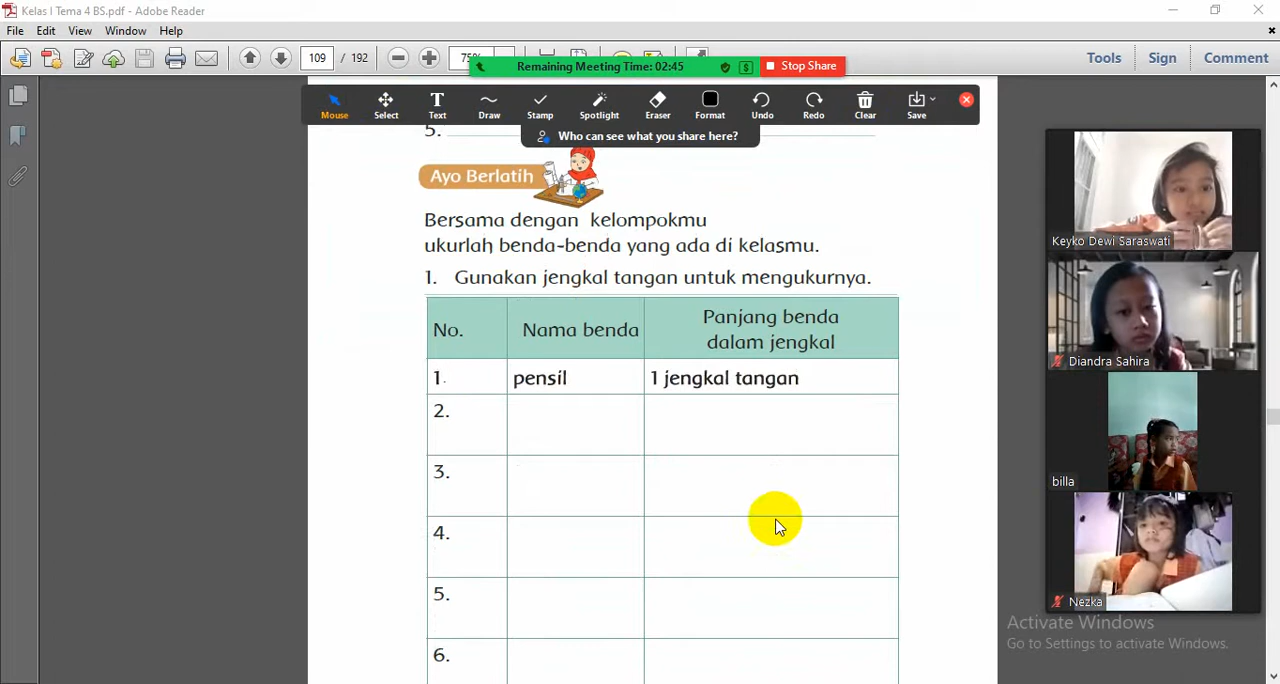 Kelas I Tema 4 BS.pdf - Adobe Reader
File Edit View Window Help
109 / 192
Tools Sign Comment
Remaining Meeting Time: 02:45
Stop Share
Mouse Select Text Draw Stamp Spotlight Eraser Format Undo Redo Clear Save
Who can see what you share here?
5.
Ayo Berlatih
Bersama dengan kelompokmu
ukurlah benda-benda yang ada di kelasmu.
1. Gunakan jengkal tangan untuk mengukurnya.
No. Nama benda Panjang benda
dalam jengkal
1. pensil 1 jengkal tangan
2.
3.
4.
5.
6.
Keyko Dewi Saraswati
Diandra Sahira
billa
Nezka
Activate Windows
Go to Settings to activate Windows.